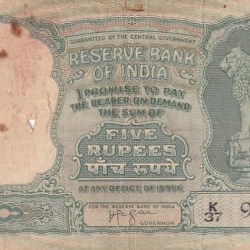 GUARANTEED BY THE CENTRAL GOVERNMENT
RESERVE BANK
OF INDIA
I PROMISE TO PAY
THE BEARER ON DEMAND
THE SUM OF
FIVE
RUPEES
पाँच रुपये
AT ANY OFFICE OF ISSUE
FOR THE RESERVE BANK OF INDIA
GOVERNOR
K
37